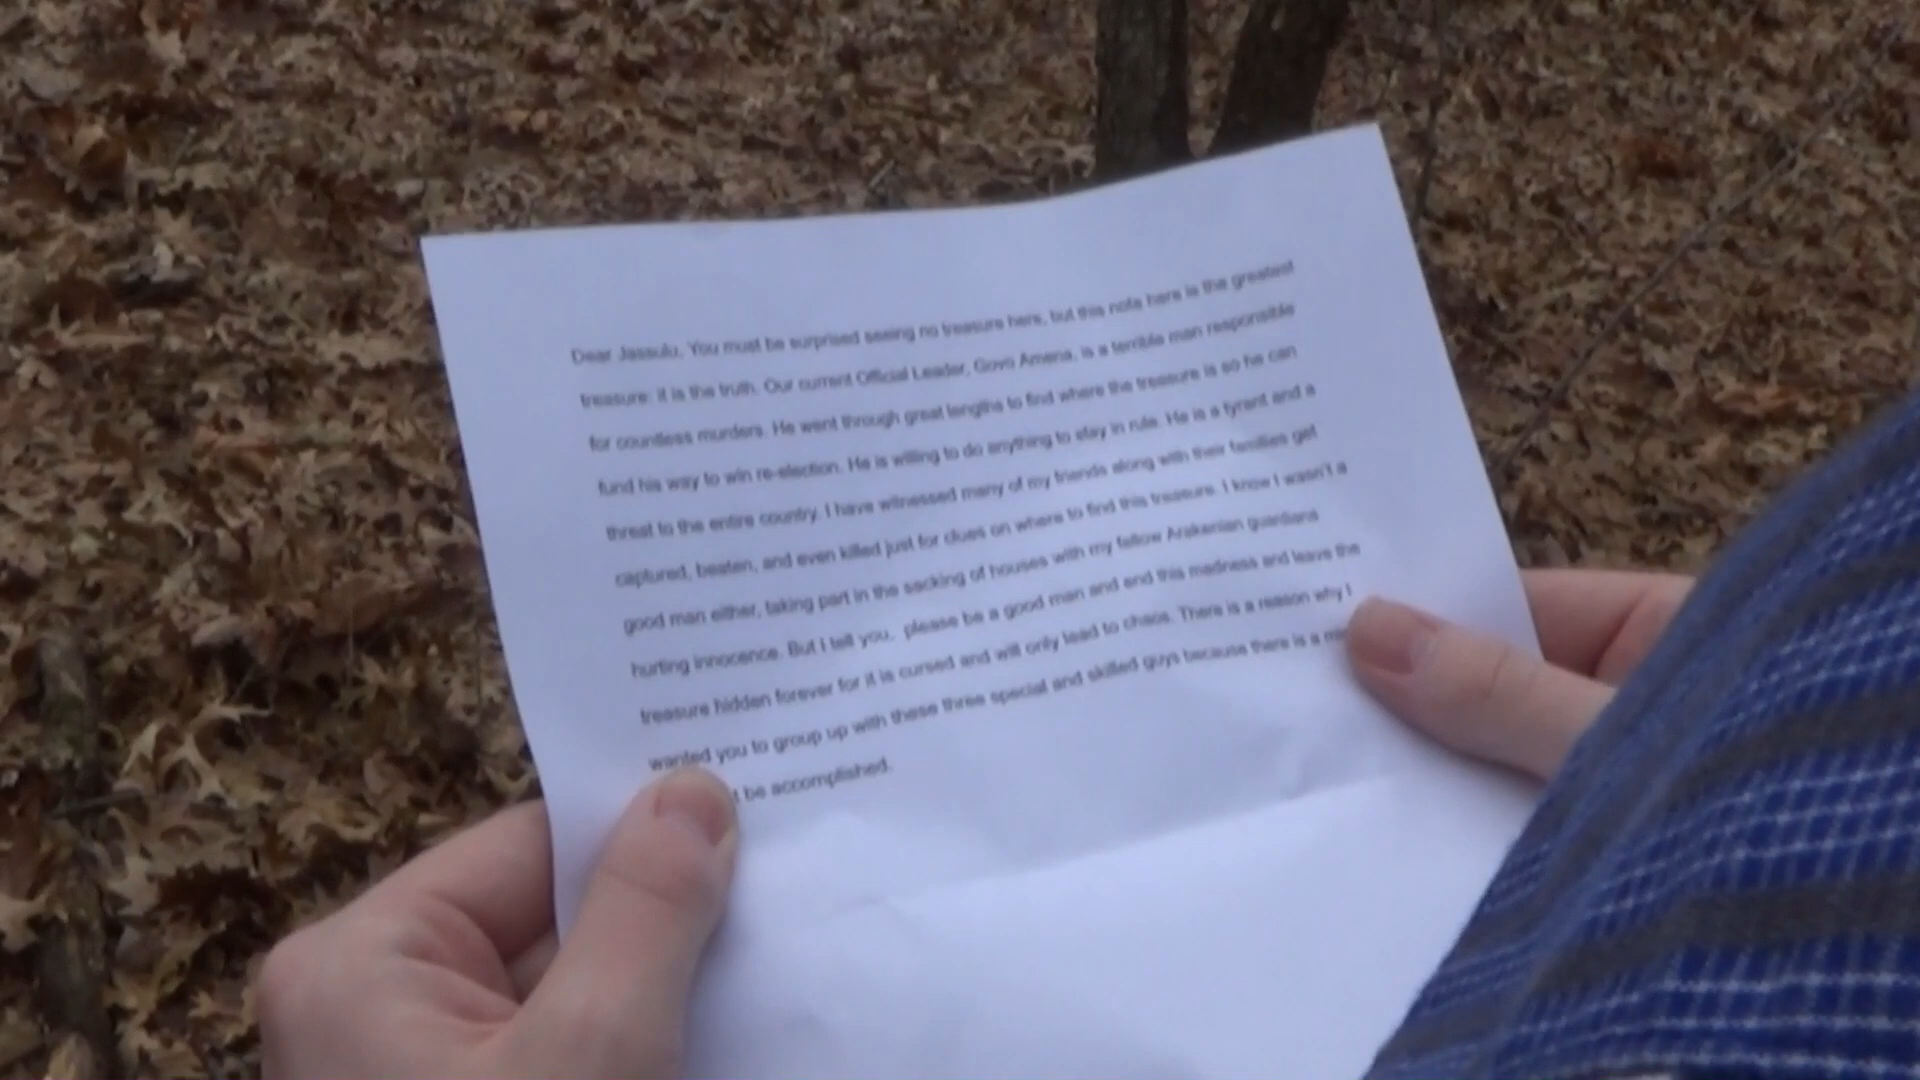 Dear Jassulu, You must be surprised seeing no treasure here, but this note here is the greatest
treasure: it is the truth. Our current Official Leader, Govo Amena, is a terrible man responsible
for countless murders. He went through great lengths to find where the treasure is so he can
fund his way to win re-election. He is willing to do anything to stay in rule. He is a tyrant and a
threat to the entire country. I have witnessed many of my friends along with their families get
captured, beaten, and even killed just for clues on where to find this treasure. I know I wasn't a
good man either, taking part in the sacking of houses with my fellow Arakenian guardians
hurting innocence. But I tell you, please be a good man and end this madness and leave the
treasure hidden forever for it is cursed and will only lead to chaos. There is a reason why I
wanted you to group up with these three special and skilled guys because there is a
be accomplished.